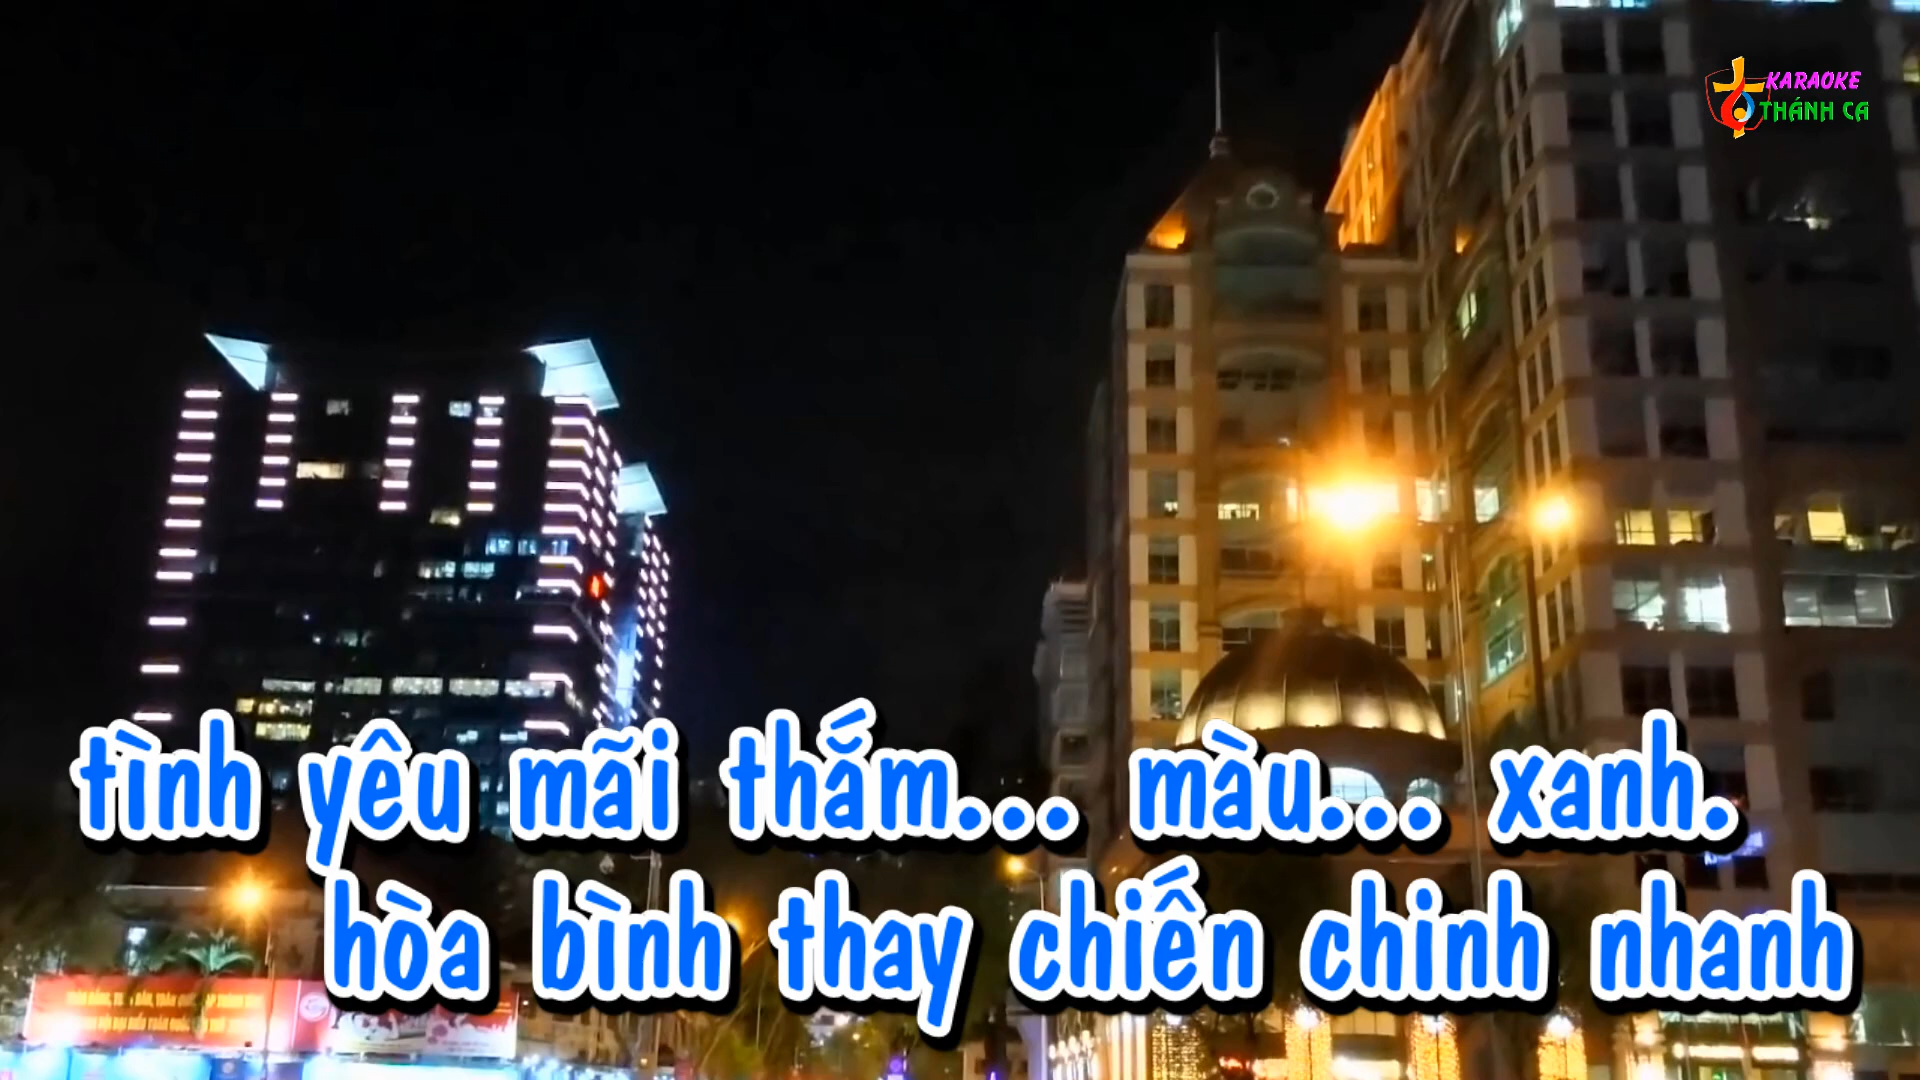 KARAOKE
THÁNH CA
tình yêu mãi thắm... màu... xanh.
hòa bình thay chiến chinh nhanh